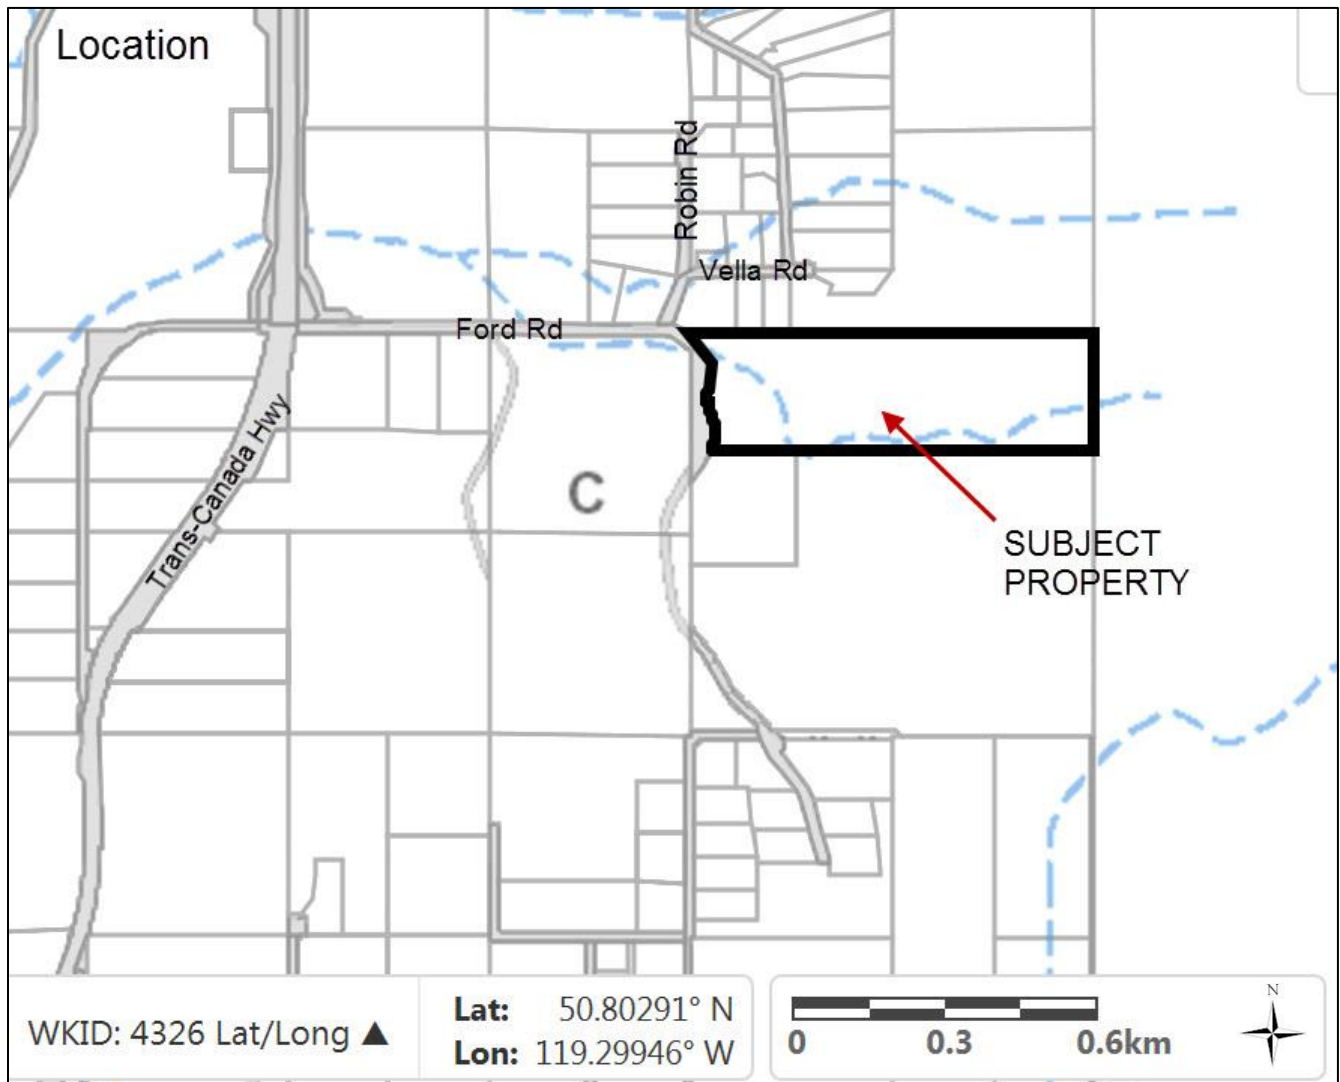 Location
Robin Rd
Vella Rd
Ford Rd
Trans-Canada Hwy
C
SUBJECT
PROPERTY
WKID: 4326 Lat/Long ▲
Lat: 50.80291° N
Lon: 119.29946° W
0 0.3 0.6km
N